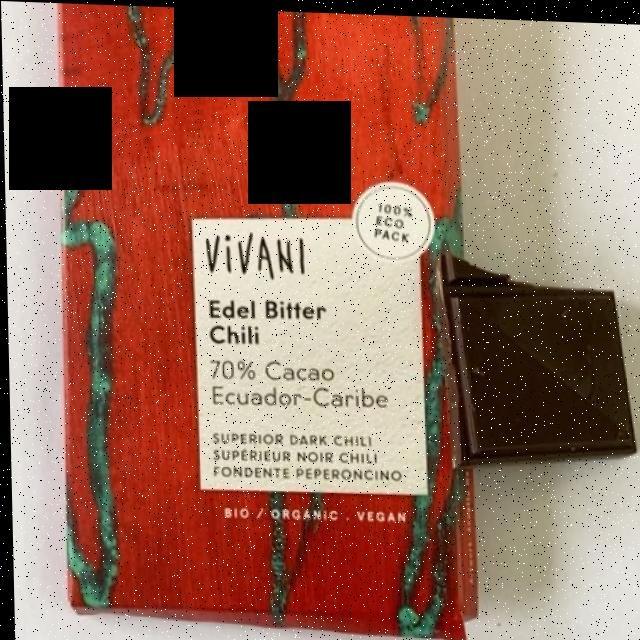 100%
ECO
PACK
ViVANI
Edel Bitter
Chili
70% Cacao
Ecuador-Caribe
SUPERIOR DARK CHILI
SUPÉRIEUR NOIR CHILI
FONDENTE PEPERONCINO
BIO / ORGANIC . VEGAN